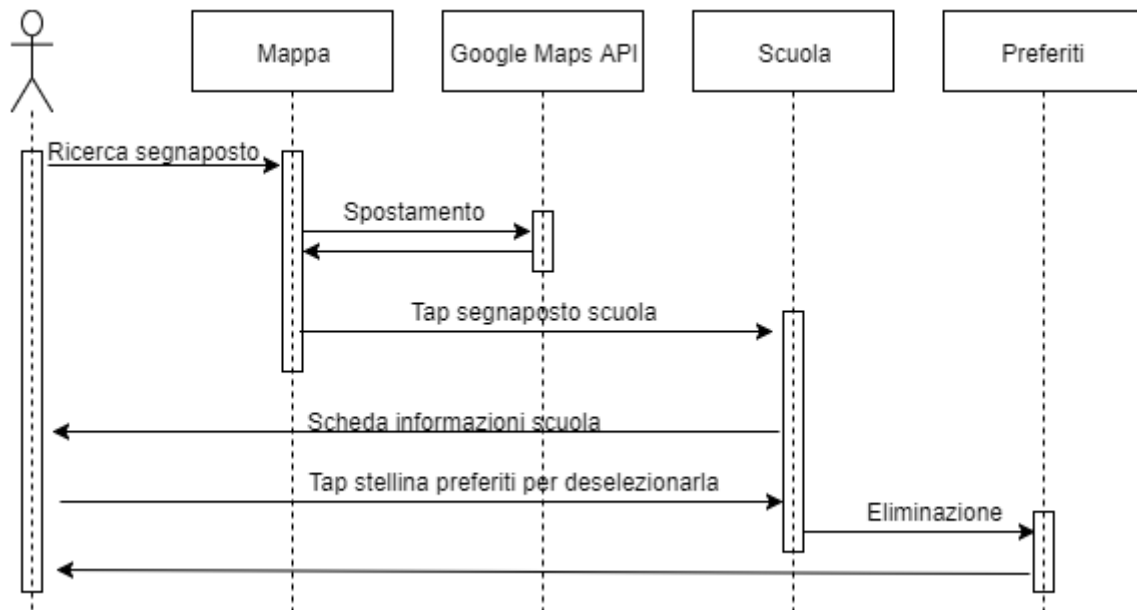 Mappa
Google Maps API
Scuola
Preferiti
Ricerca segnaposto
Spostamento
Tap segnaposto scuola
Scheda informazioni scuola
Tap stellina preferiti per deselezionarla
Eliminazione